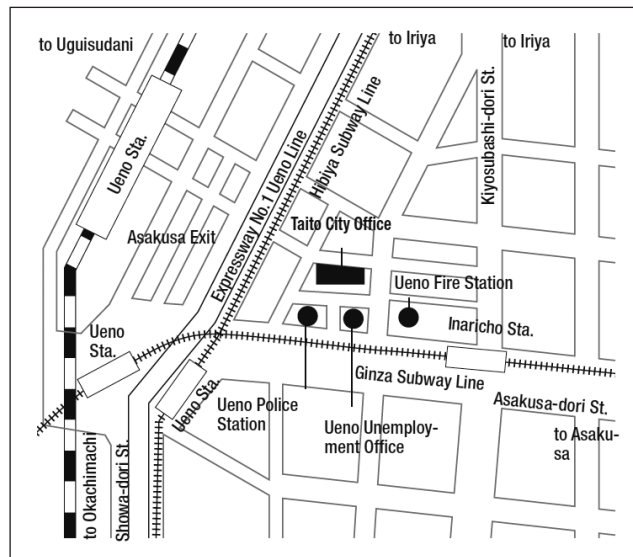 to Uguisudani
to Iriya
to Iriya
Kiyosubashi-dori St.
Ueno Sta.
Hibiya Subway Line
Expressway No.1 Ueno Line
Taito City Office
Asakusa Exit
Ueno Fire Station
Inaricho Sta.
Ueno
Sta.
Ginza Subway Line
Ueno Sta.
Asakusa-dori St.
Ueno Police
Station
Ueno Unemploy-
ment Office
to Asaku-
sa
to Okachimachi
Showa-dori St.